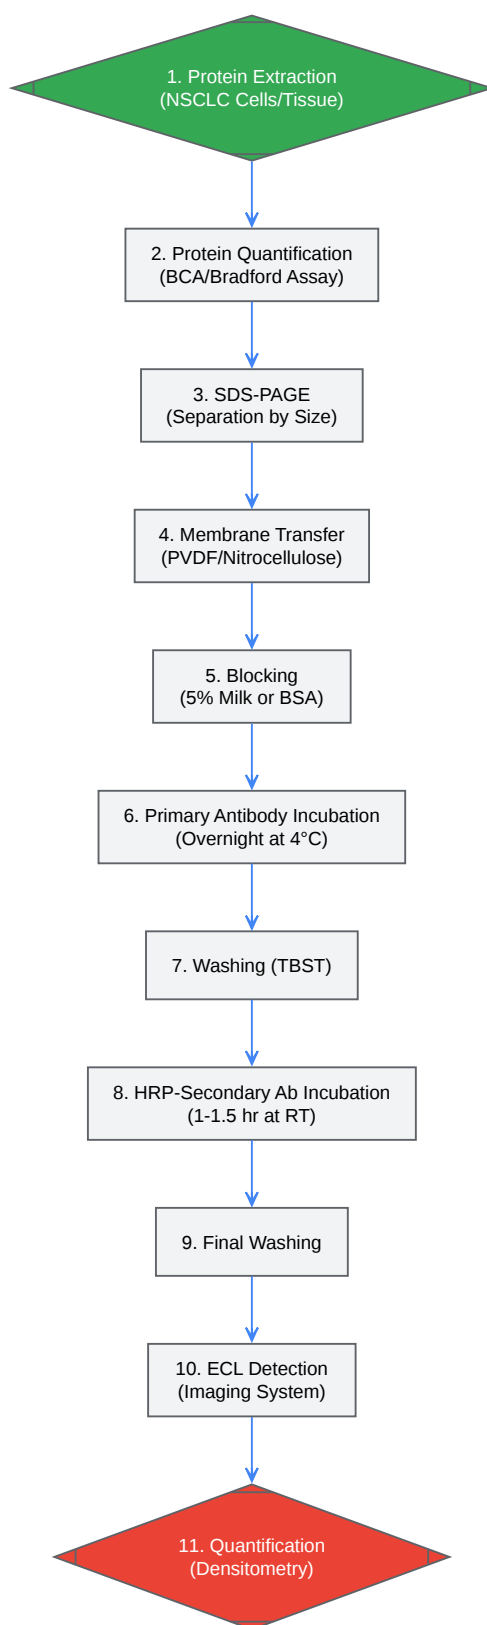 1. Protein Extraction
(NSCLC Cells/Tissue)
2. Protein Quantification
(BCA/Bradford Assay)
3. SDS-PAGE
(Separation by Size)
4. Membrane Transfer
(PVDF/Nitrocellulose)
5. Blocking
(5% Milk or BSA)
6. Primary Antibody Incubation
(Overnight at 4°C)
7. Washing (TBST)
8. HRP-Secondary Ab Incubation
(1-1.5 hr at RT)
9. Final Washing
10. ECL Detection
(Imaging System)
11. Quantification
(Densitometry)